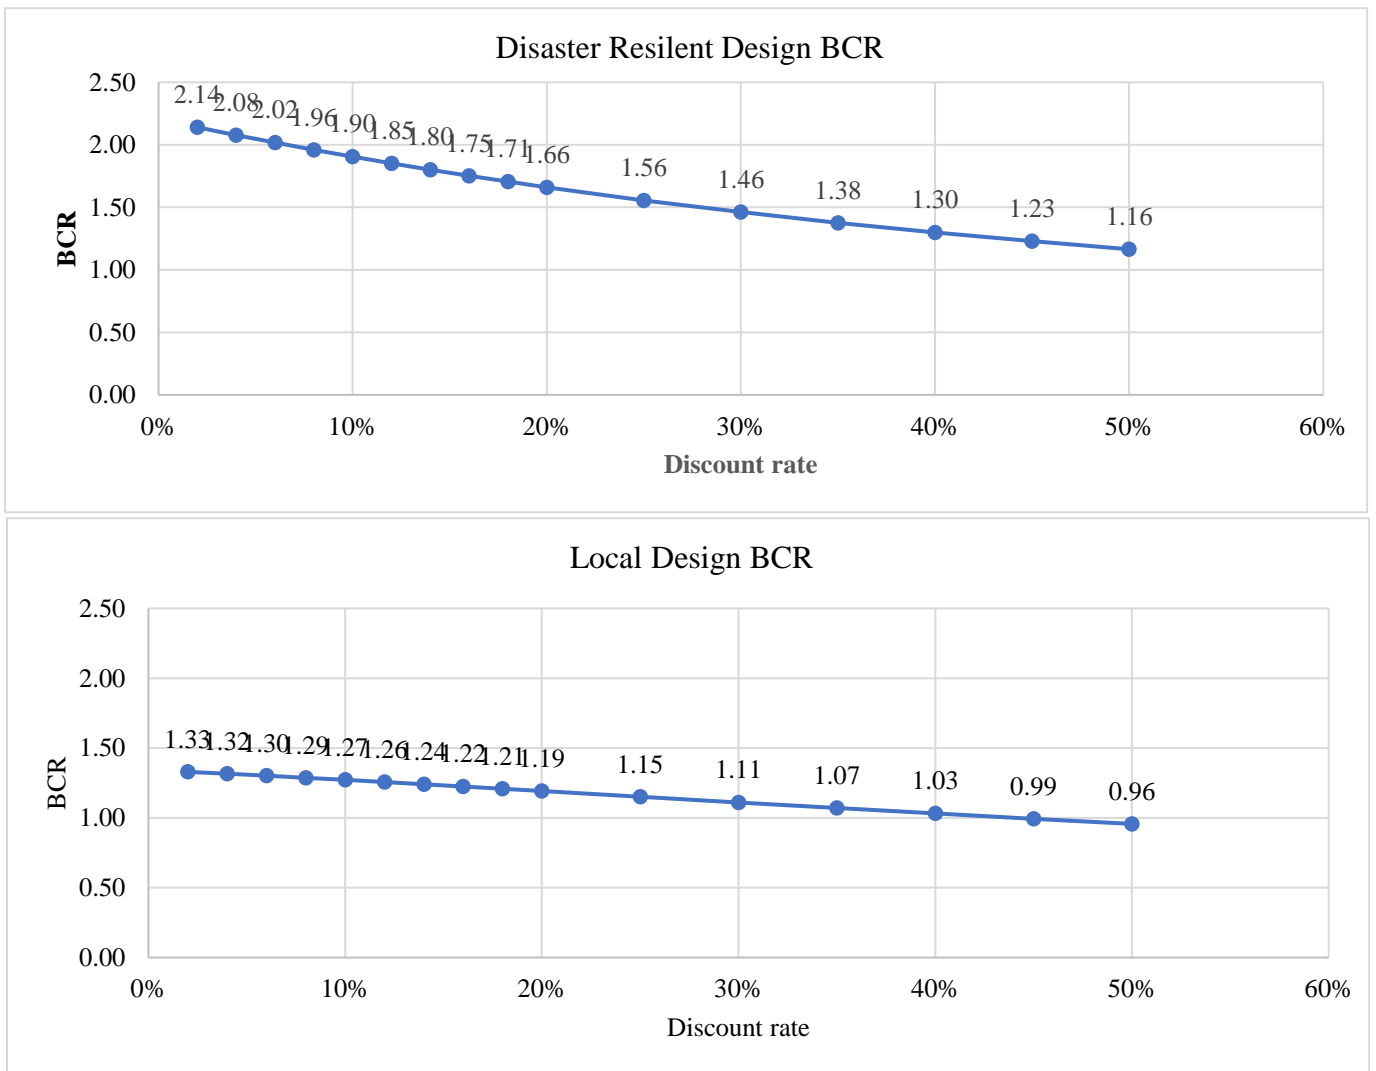 Disaster Resilent Design BCR
2.50
2.14 2.08 2.02 1.96 1.90 1.85 1.80 1.75 1.71 1.66 1.56 1.46 1.38 1.30 1.23 1.16
2.00
1.50
BCR
1.00
0.50
0.00
0% 10% 20% 30% 40% 50% 60%
Discount rate
Local Design BCR
2.50
2.00
1.50
1.33 1.32 1.30 1.29 1.27 1.26 1.24 1.22 1.21 1.19 1.15 1.11 1.07 1.03 0.99 0.96
BCR
1.00
0.50
0.00
0% 10% 20% 30% 40% 50% 60%
Discount rate